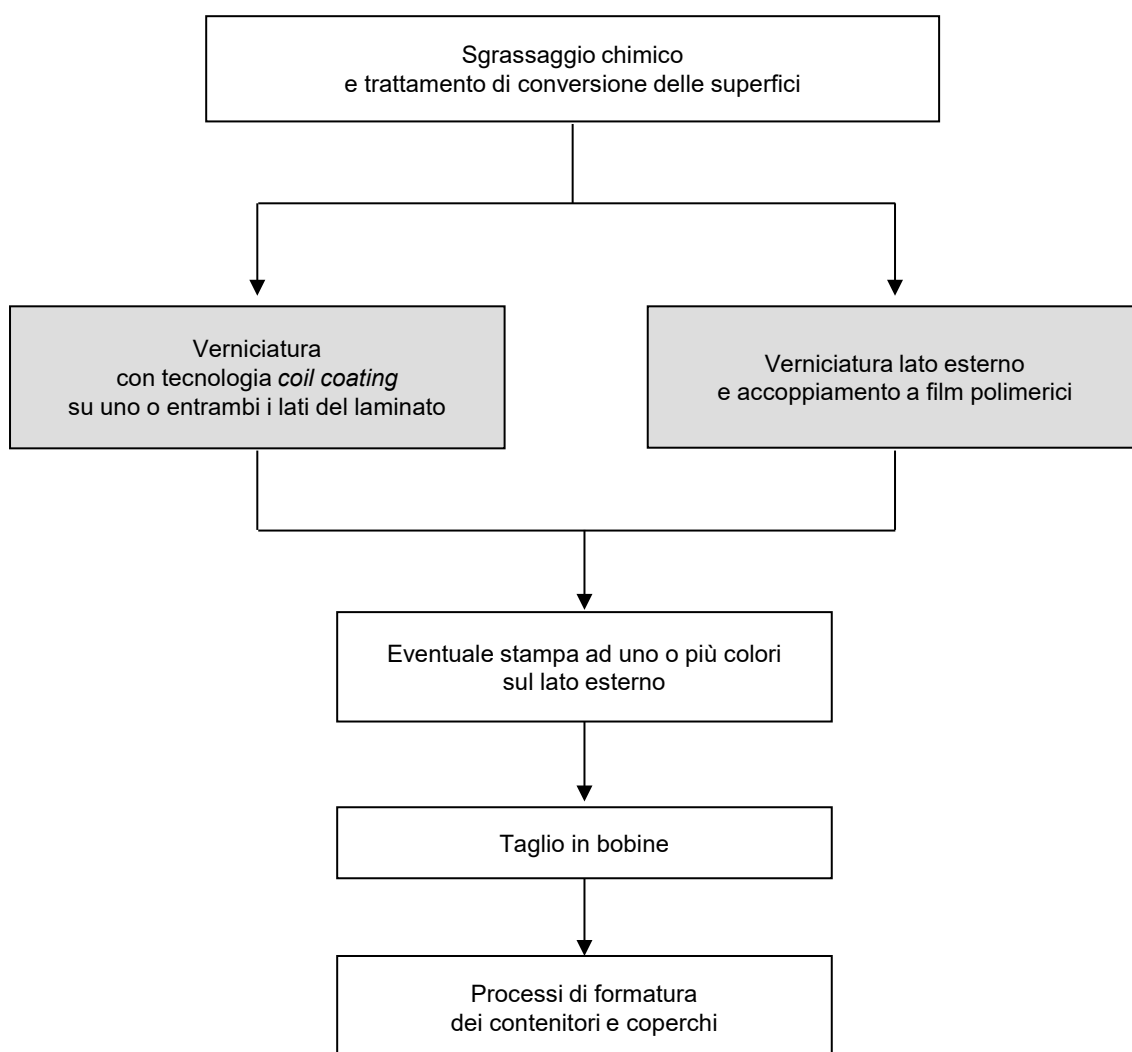 Sgrassaggio chimico
e trattamento di conversione delle superfici
Verniciatura
con tecnologia coil coating
su uno o entrambi i lati del laminato
Verniciatura lato esterno
e accoppiamento a film polimerici
Eventuale stampa ad uno o più colori
sul lato esterno
Taglio in bobine
Processi di formatura
dei contenitori e coperchi